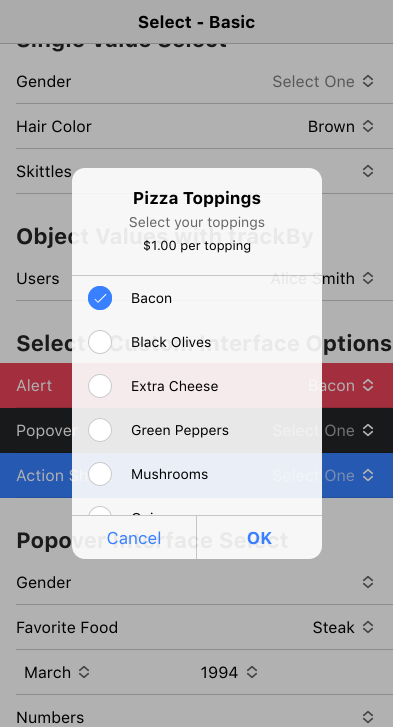 Select - Basic
Single Value Select
Gender Select One
Hair Color Brown
Skittles
Pizza Toppings
Select your toppings
$1.00 per topping
Object Values with trackBy
Users Alice Smith
Bacon
Black Olives
Select - Custom Interface Options
Alert Bacon
Extra Cheese
Popover Select One
Green Peppers
Action Select One
Mushrooms
Cancel OK
Popover Interface Select
Gender
Favorite Food Steak
March 1994
Numbers